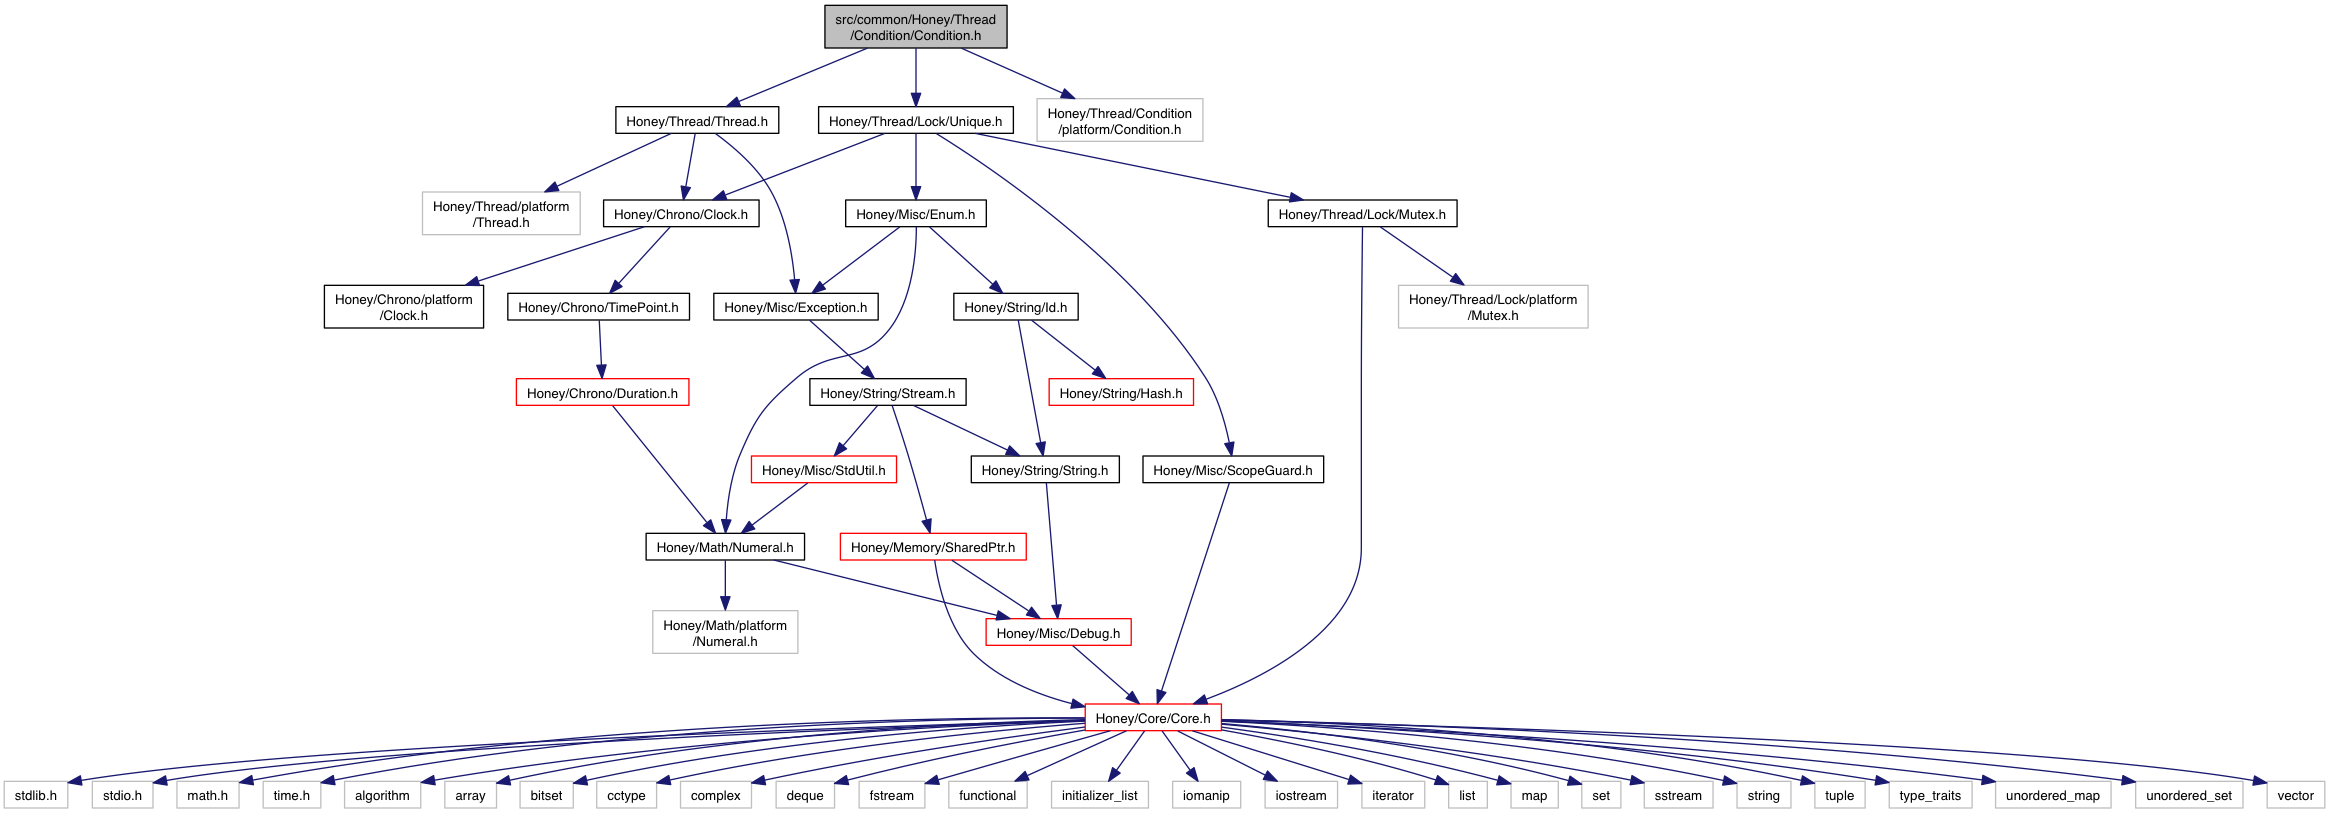 src/common/Honey/Thread
/Condition/Condition.h
Honey/Thread/Thread.h
Honey/Thread/Lock/Unique.h
Honey/Thread/Condition
/platform/Condition.h
Honey/Thread/platform
/Thread.h
Honey/Chrono/Clock.h
Honey/Misc/Enum.h
Honey/Thread/Lock/Mutex.h
Honey/Chrono/platform
/Clock.h
Honey/Chrono/TimePoint.h
Honey/Misc/Exception.h
Honey/String/Id.h
Honey/Thread/Lock/platform
/Mutex.h
Honey/Chrono/Duration.h
Honey/String/Stream.h
Honey/String/Hash.h
Honey/Misc/StdUtil.h
Honey/String/String.h
Honey/Misc/ScopeGuard.h
Honey/Math/Numeral.h
Honey/Memory/SharedPtr.h
Honey/Math/platform
/Numeral.h
Honey/Misc/Debug.h
Honey/Core/Core.h
stdlib.h
stdio.h
math.h
time.h
algorithm
array
bitset
cctype
complex
deque
fstream
functional
initializer_list
iomanip
iostream
iterator
list
map
set
sstream
string
tuple
type_traits
unordered_map
unordered_set
vector